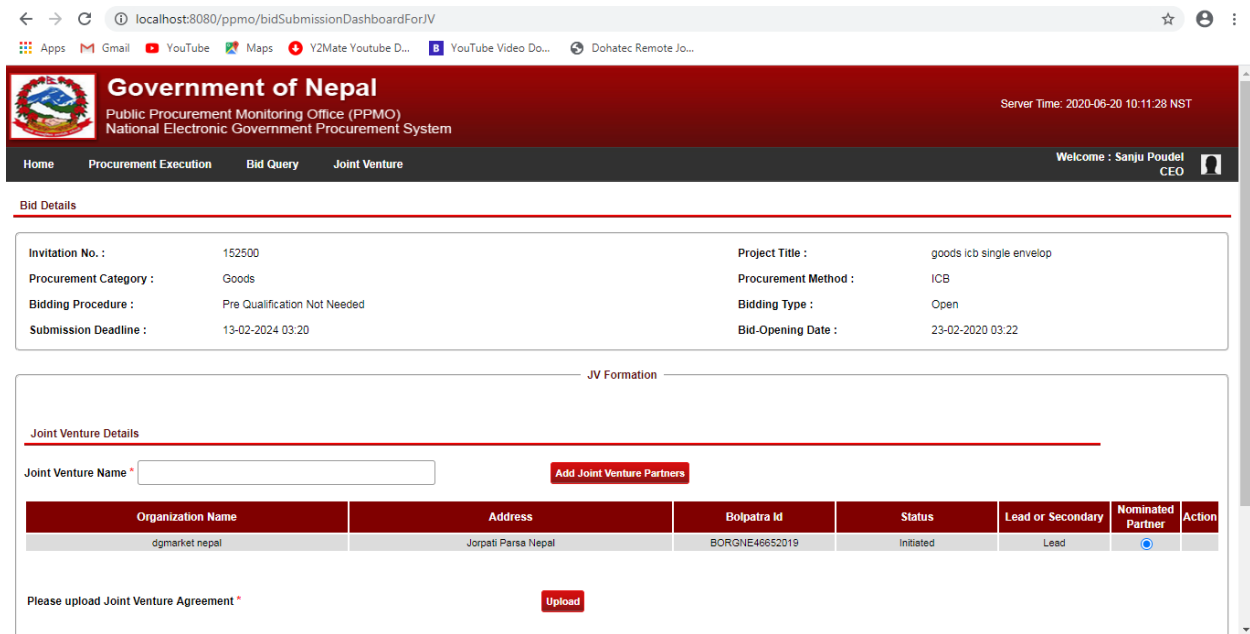 localhost:8080/ppmo/bidSubmissionDashboardForJV
Apps Gmail YouTube Maps Y2Mate Youtube D... B YouTube Video Do... Dohatec Remote Jo...
Government of Nepal
Public Procurement Monitoring Office (PPMO)
National Electronic Government Procurement System
Server Time: 2020-06-20 10:11:28 NST
Home Procurement Execution Bid Query Joint Venture
Welcome : Sanju Poudel
CEO
Bid Details
Invitation No. : 152500 Project Title : goods icb single envelop
Procurement Category : Goods Procurement Method : ICB
Bidding Procedure : Pre Qualification Not Needed Bidding Type : Open
Submission Deadline : 13-02-2024 03:20 Bid-Opening Date : 23-02-2020 03:22
JV Formation
Joint Venture Details
Joint Venture Name * Add Joint Venture Partners
Organization Name Address Bolpatra Id Status Lead or Secondary Nominated Partner Action
dgmarket nepal Jorpati Parsa Nepal BORGNE46652019 Initiated Lead
Please upload Joint Venture Agreement * Upload